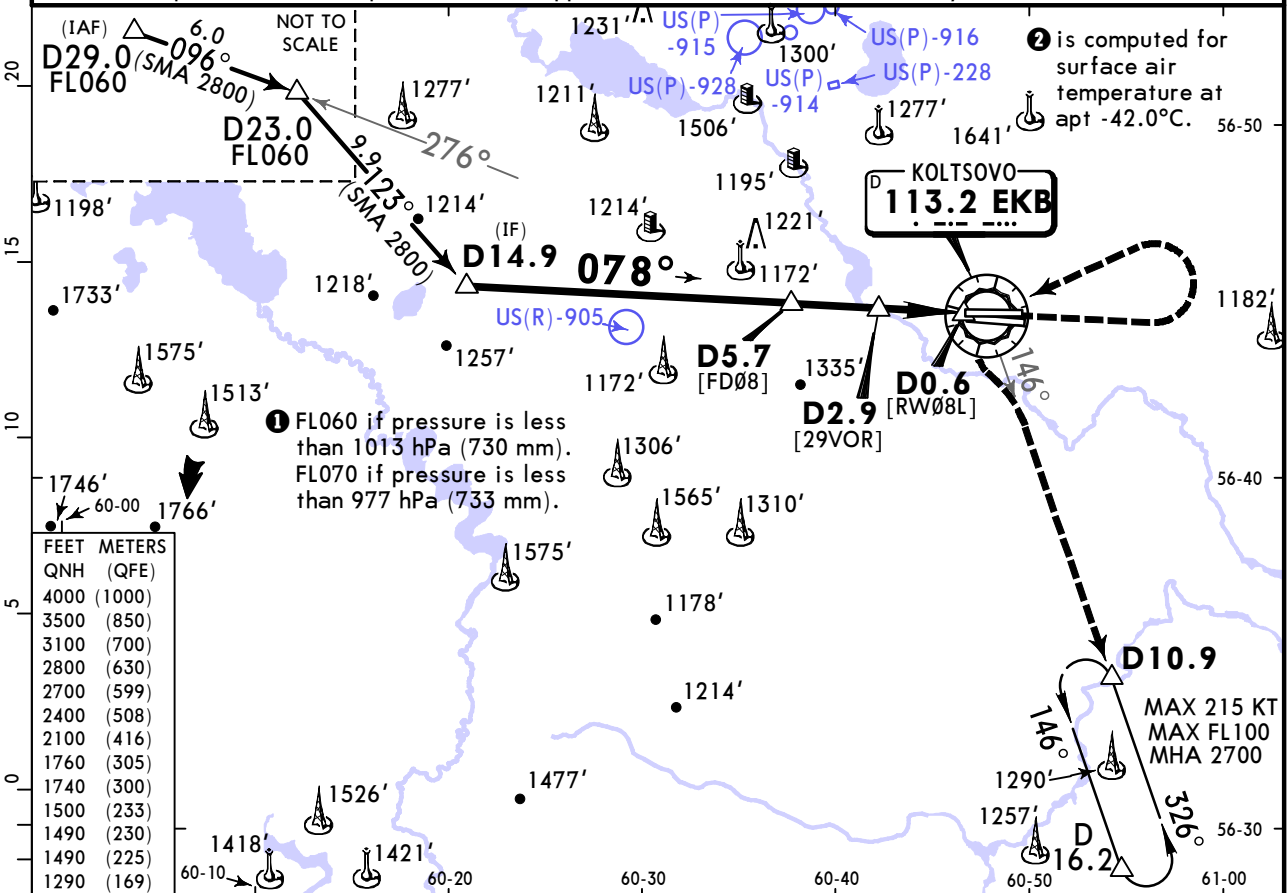 (IAF)
6.0
096°
(SMA 2800)
D29.0
FL060
NOT TO
SCALE
D23.0
FL060
9.9
123°
(SMA 2800)
276°
1277'
1231'
US(P)
-915
1300'
US(P)-916
US(P)-928
US(P)
-914
US(P)-228
❷ is computed for
surface air
temperature at
apt -42.0°C.
1211'
1506'
1277'
1641'
56-50
20
1198'
1214'
1195'
1214'
1221'
1172'
KOLTSOVO
D
113.2 EKB
15
(IF)
D14.9
078°
1218'
1733'
US(R)-905
1182'
1257'
1575'
1513'
1172'
D5.7
[FD08]
1335'
D2.9
[29VOR]
D0.6
[RW08L]
146°
10
❶ FL060 if pressure is less
than 1013 hPa (730 mm).
FL070 if pressure is less
than 977 hPa (733 mm).
1306'
56-40
1746'
60-00
1766'
1565'
1310'
1575'
FEET METERS
QNH (QFE)
4000 (1000)
3500 (850)
3100 (700)
2800 (630)
2700 (599)
2400 (508)
2100 (416)
1760 (305)
1740 (300)
1500 (233)
1490 (230)
1490 (225)
1290 (169)
5
1178'
1214'
D10.9
MAX 215 KT
MAX FL100
MHA 2700
146°
326°
1290'
0
1477'
1526'
1257'
D
16.2
56-30
1418'
1421'
60-10
60-20
60-30
60-40
60-50
61-00